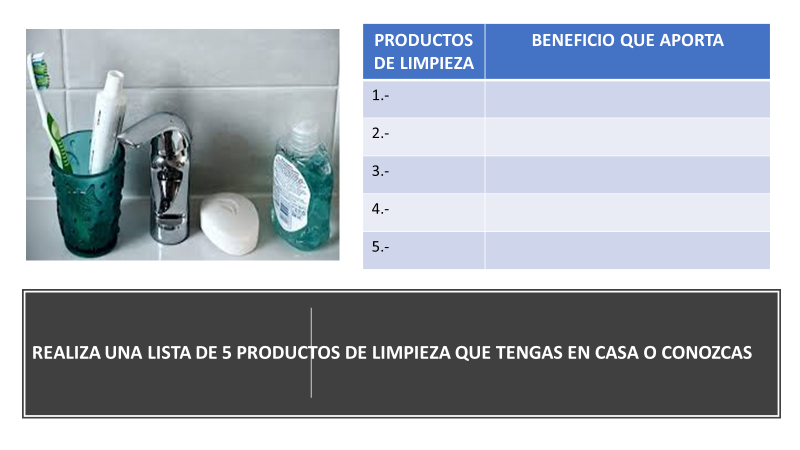 PRODUCTOS
DE LIMPIEZA
BENEFICIO QUE APORTA
1.-
2.-
3.-
4.-
5.-
REALIZA UNA LISTA DE 5 PRODUCTOS DE LIMPIEZA QUE TENGAS EN CASA O CONOZCAS